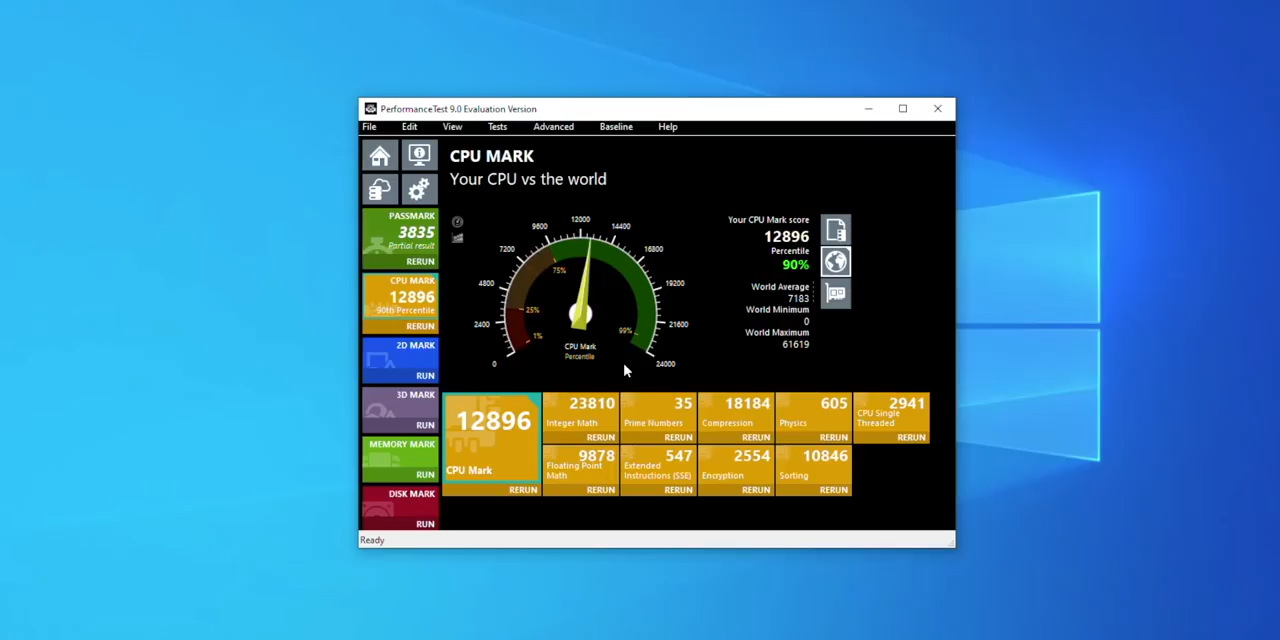 PerformanceTest 9.0 Evaluation Version
File Edit View Tests Advanced Baseline Help
CPU MARK
Your CPU vs the world
PASSMARK
3835
Partial result
RERUN
CPU MARK
12896
90th Percentile
RERUN
2D MARK
RUN
3D MARK
RUN
MEMORY MARK
RUN
DISK MARK
RUN
0
2400
4800
7200
9600
12000
14400
16800
19200
21600
24000
1%
25%
75%
99%
CPU Mark
Percentile
Your CPU Mark score
12896
Percentile
90%
World Average
7183
World Minimum
0
World Maximum
61619
12896
CPU Mark
RERUN
23810
Integer Math
RERUN
35
Prime Numbers
RERUN
18184
Compression
RERUN
605
Physics
RERUN
2941
CPU Single
Threaded
RERUN
9878
Floating Point
Math
RERUN
547
Extended
Instructions (SSE)
RERUN
2554
Encryption
RERUN
10846
Sorting
RERUN
Ready